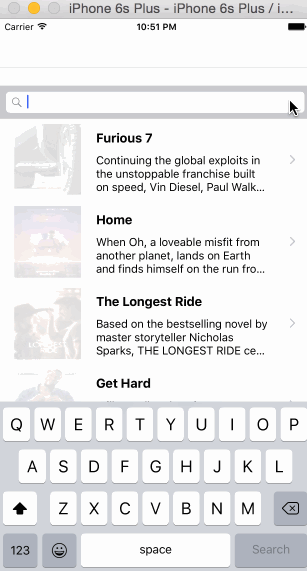 iPhone 6s Plus - iPhone 6s Plus / i...
Carrier 10:51 PM
Furious 7
Continuing the global exploits in
the unstoppable franchise built
on speed, Vin Diesel, Paul Walk...
Home
When Oh, a loveable misfit from
another planet, lands on Earth
and finds himself on the run fro...
The Longest Ride
Based on the bestselling novel by
master storyteller Nicholas
Sparks, THE LONGEST RIDE ce...
Get Hard
Q W E R T Y U I O P
A S D F G H J K L
Z X C V B N M
123 space Search